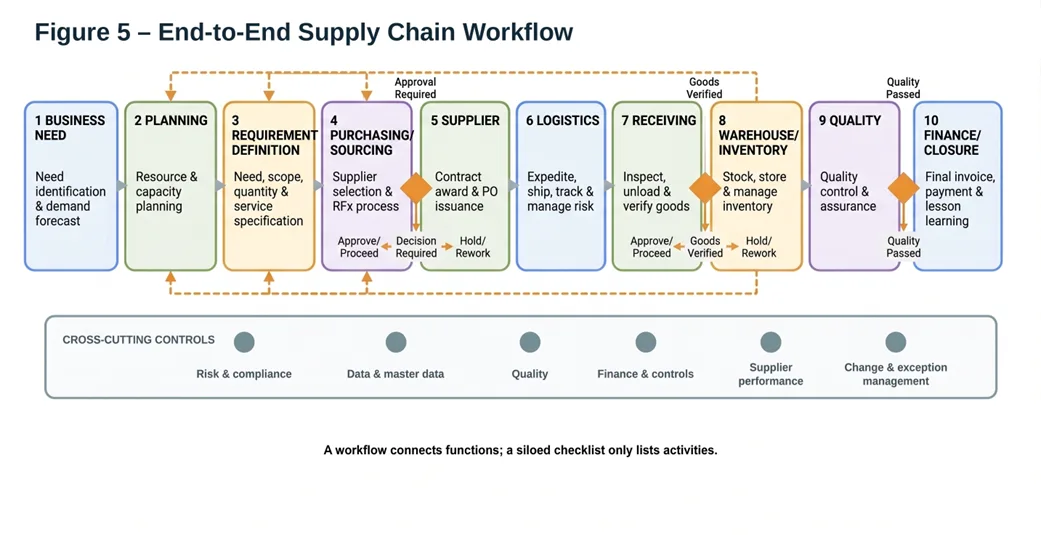 Figure 5 – End-to-End Supply Chain Workflow
Approval
Required
Goods
Verified
Quality
Passed
1 BUSINESS
NEED
Need
identification
& demand
forecast
2 PLANNING
Resource &
capacity
planning
3
REQUIREMENT
DEFINITION
Need, scope,
quantity &
service
specification
4
PURCHASING/
SOURCING
Supplier
selection &
RFx process
5 SUPPLIER
Contract
award & PO
issuance
6 LOGISTICS
Expedite,
ship, track &
manage risk
7 RECEIVING
Inspect,
unload &
verify goods
8
WAREHOUSE/
INVENTORY
Stock, store
& manage
inventory
9 QUALITY
Quality
control &
assurance
10
FINANCE/
CLOSURE
Final invoice,
payment &
lesson
learning
Approve/
Proceed
Decision
Required
Hold/
Rework
Approve/
Proceed
Goods
Verified
Hold/
Rework
Quality
Passed
CROSS-CUTTING CONTROLS
Risk & compliance
Data & master data
Quality
Finance & controls
Supplier
performance
Change & exception
management
A workflow connects functions; a siloed checklist only lists activities.